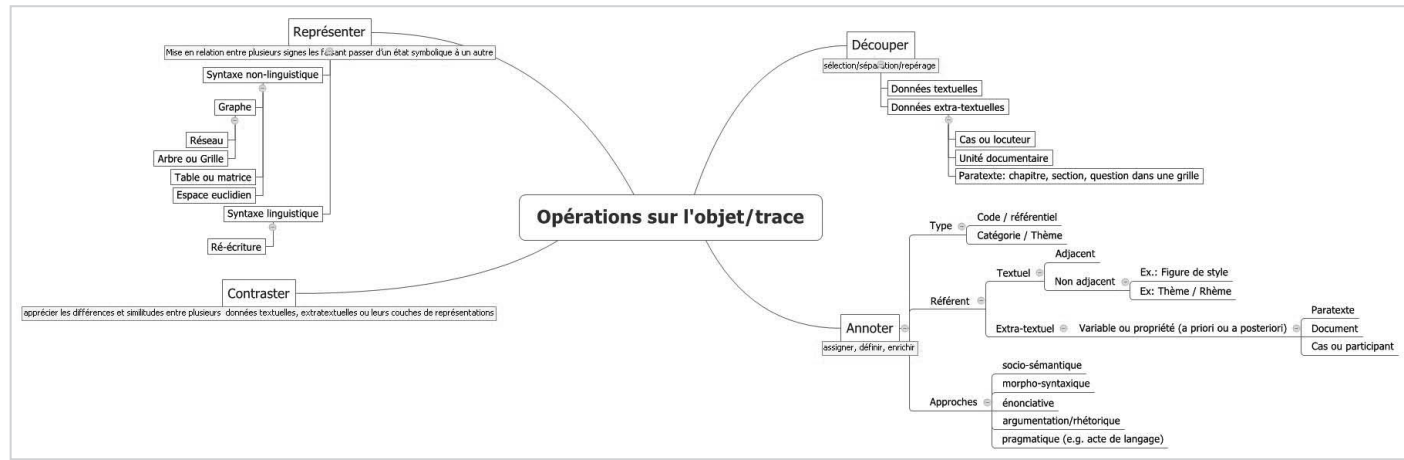 Représenter
Mise en relation entre plusieurs signes les faisant passer d'un état symbolique à un autre
Syntaxe non-linguistique
Graphe
Réseau
Arbre ou Grille
Table ou matrice
Espace euclidien
Syntaxe linguistique
Ré-écriture
Contraster
apprécier les différences et similitudes entre plusieurs données textuelles, extratextuelles ou leurs couches de représentations
Opérations sur l'objet/trace
Découper
sélection/séparation/repérage
Données textuelles
Données extra-textuelles
Cas ou locuteur
Unité documentaire
Paratexte: chapitre, section, question dans une grille
Annoter
assigner, définir, enrichir
Type
Code / référentiel
Catégorie / Thème
Référent
Textuel
Adjacent
Non adjacent
Ex.: Figure de style
Ex: Thème / Rhème
Extra-textuel
Variable ou propriété (a priori ou a posteriori)
Paratexte
Document
Cas ou participant
Approches
socio-sémantique
morpho-syntaxique
énonciative
argumentation/rhétorique
pragmatique (e.g. acte de langage)